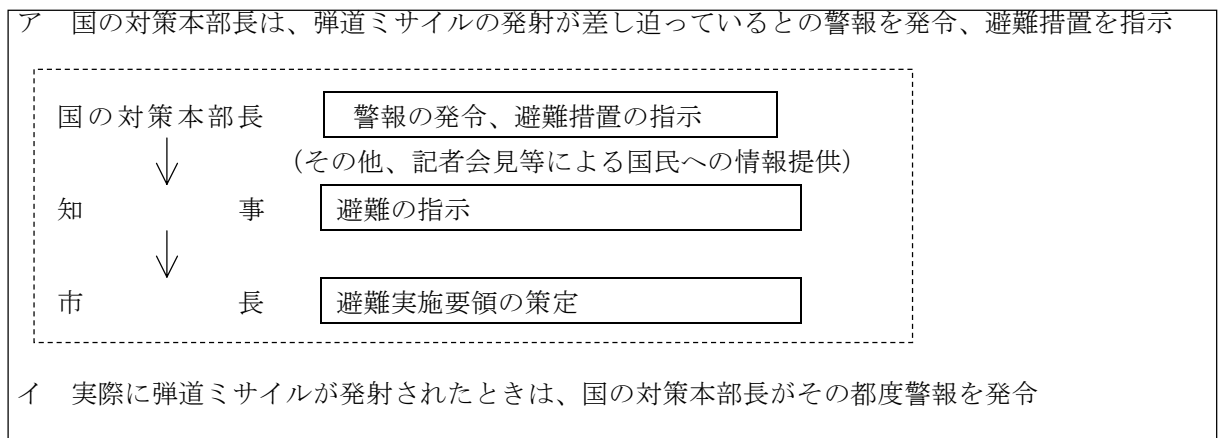 ア　国の対策本部長は、弾道ミサイルの発射が差し迫っているとの警報を発令、避難措置を指示
国の対策本部長　警報の発令、避難措置の指示
（その他、記者会見等による国民への情報提供）
知　事　避難の指示
市　長　避難実施要領の策定
イ　実際に弾道ミサイルが発射されたときは、国の対策本部長がその都度警報を発令